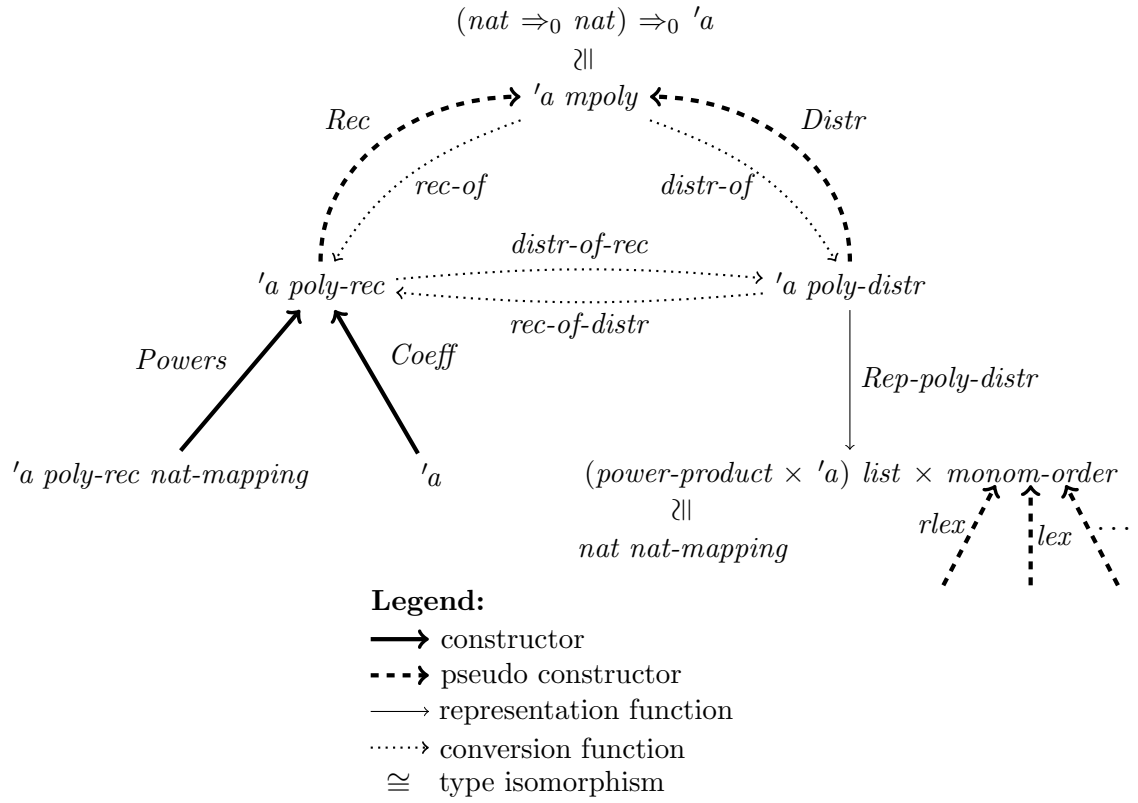 (nat ⇒₀ nat) ⇒₀ 'a
≅
'a mpoly
Rec
Distr
rec-of
distr-of
distr-of-rec
'a poly-rec
'a poly-distr
rec-of-distr
Powers
Coeff
Rep-poly-distr
'a poly-rec nat-mapping
'a
(power-product × 'a) list × monom-order
≅
rlex
lex
...
nat nat-mapping
Legend:
constructor
pseudo constructor
representation function
conversion function
≅ type isomorphism